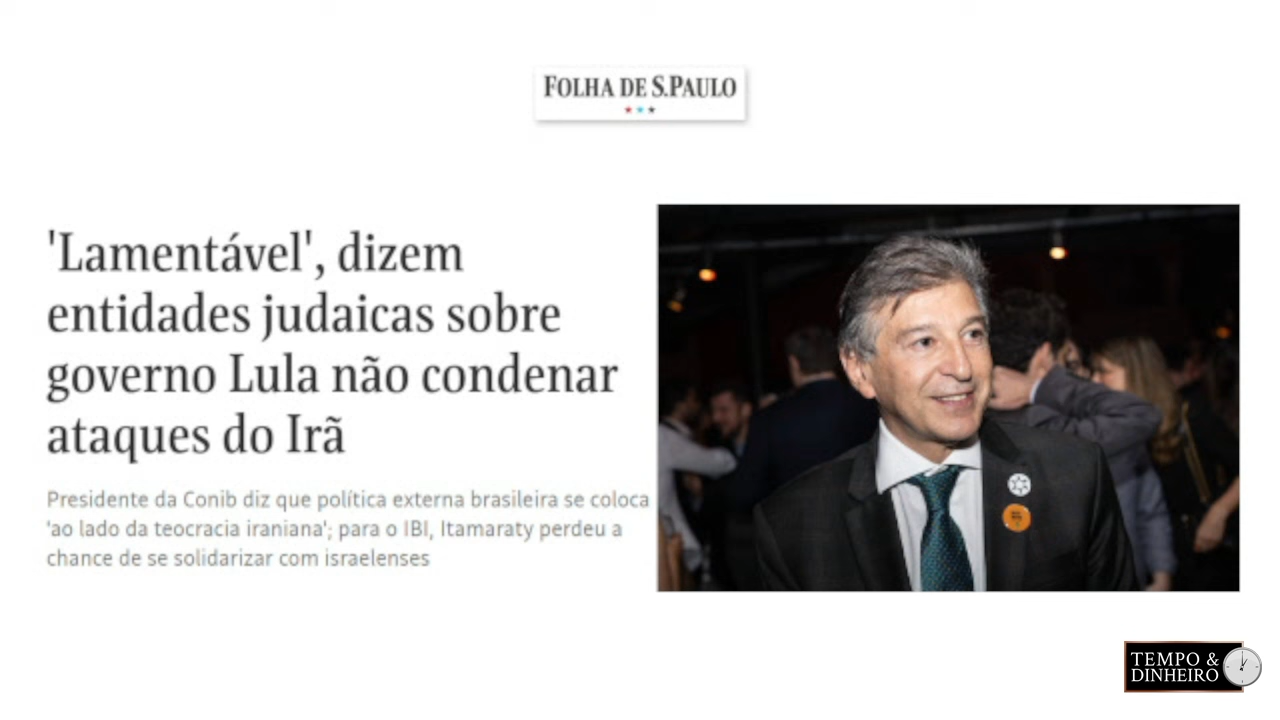 FOLHA DE S.PAULO
'Lamentável', dizem
entidades judaicas sobre
governo Lula não condenar
ataques do Irã
Presidente da Conib diz que política externa brasileira se coloca
'ao lado da teocracia iraniana'; para o IBI, Itamaraty perdeu a
chance de se solidarizar com israelenses
TEMPO &
DINHEIRO